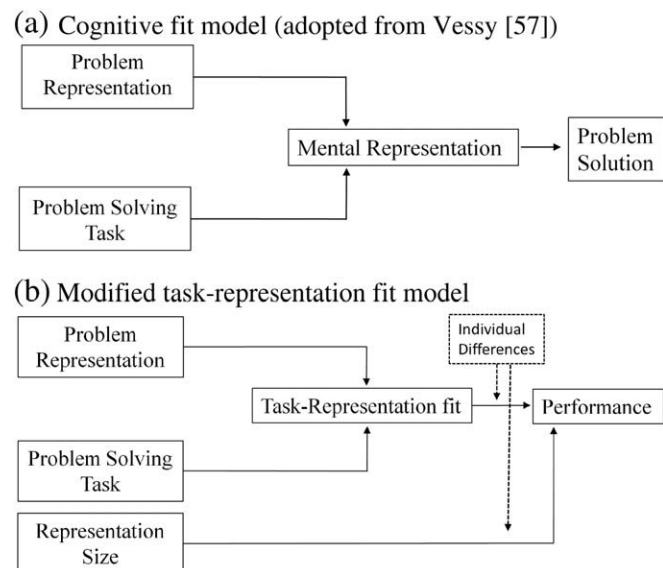 (a) Cognitive fit model (adopted from Vessy [57])
Problem
Representation
Mental Representation
Problem
Solution
Problem Solving
Task
(b) Modified task-representation fit model
Problem
Representation
Individual
Differences
Task-Representation fit
Performance
Problem Solving
Task
Representation
Size